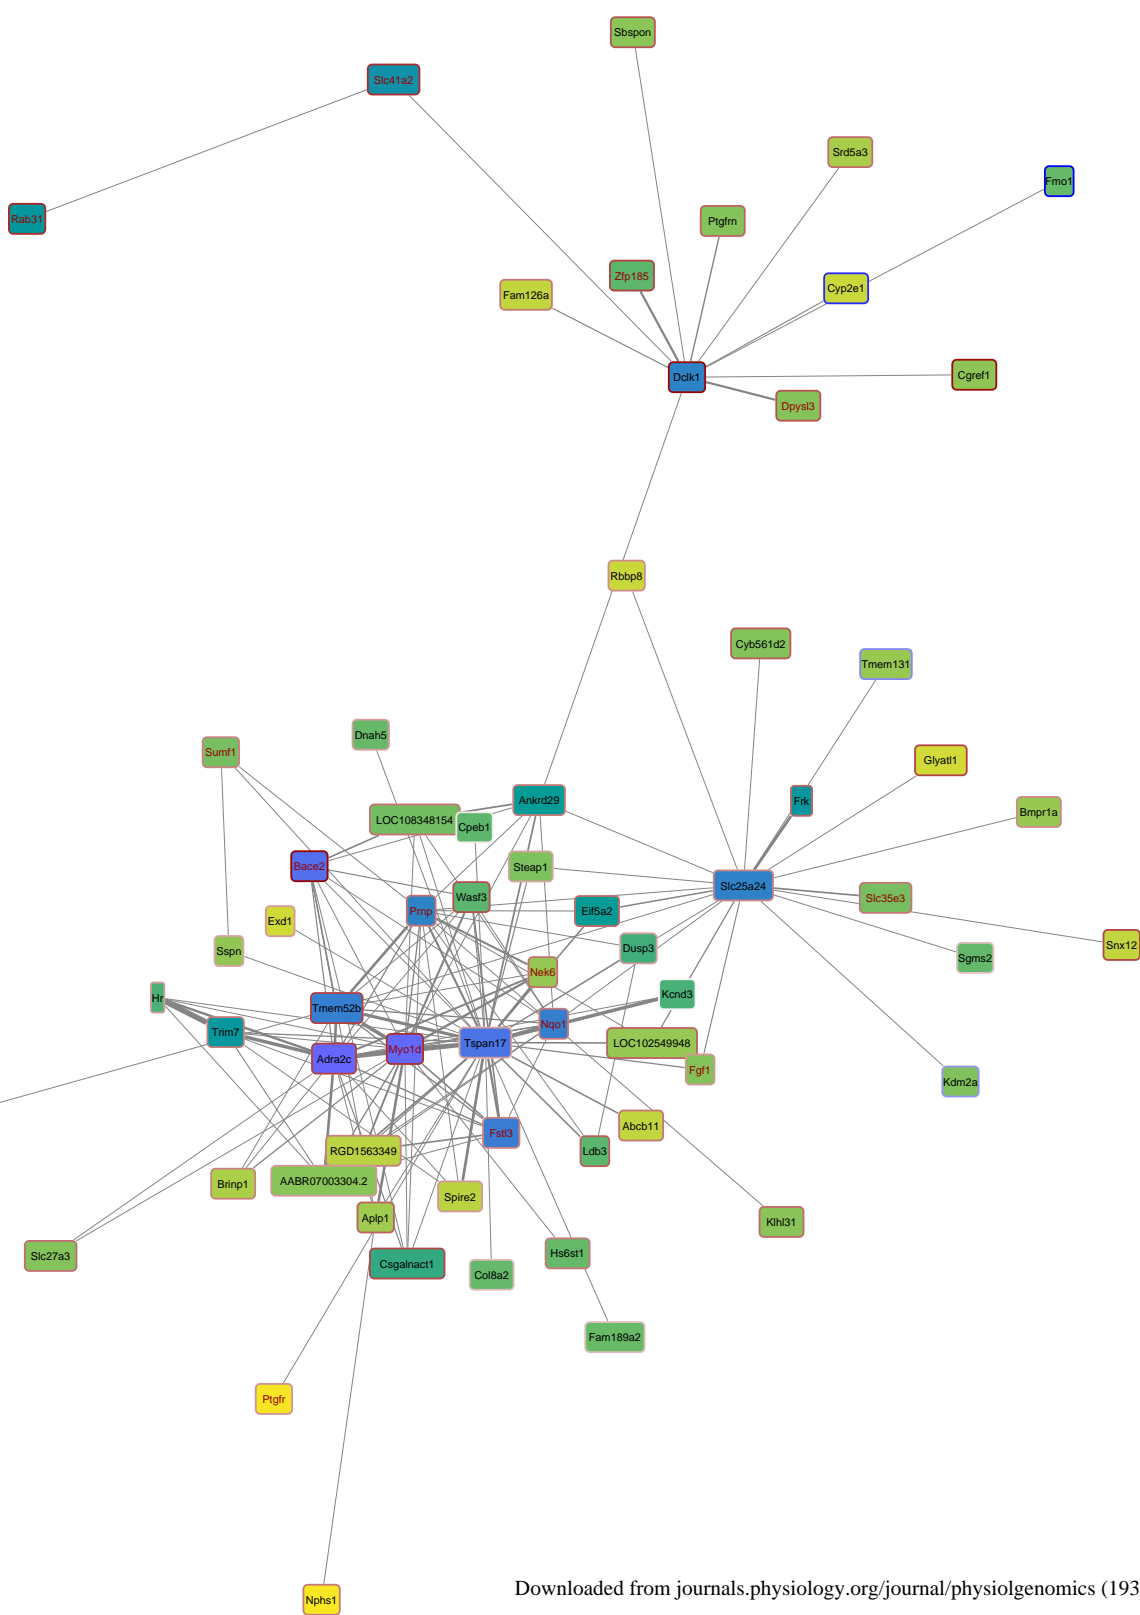 Sbspon
Slc41a2
Srd5a3
Fmo1
Rab31
Ptgfrn
Zfp185
Cyp2e1
Fam126a
Dclk1
Cgref1
Dpysl3
Rbbp8
Cyb561d2
Tmem131
Dnah5
Sumf1
Glyatl1
Ankrd29
Frk
Bmpr1a
LOC108348154
Cpeb1
Bace2
Steap1
Slc25a24
Wasf3
Slc35e3
Prnp
Eif5a2
Exd1
Snx12
Sspn
Dusp3
Sgms2
Nek6
Hr
Kcnd3
Tmem52b
Trim7
Nqo1
Tspan17
LOC102549948
Myo1d
Adra2c
Fgf1
Kdm2a
Abcb11
Fstl3
RGD1563349
Ldb3
Brinp1
AABR07003304.2
Spire2
Aplp1
Klhl31
Slc27a3
Hs6st1
Csgalnact1
Col8a2
Fam189a2
Ptgfr
Nphs1
Downloaded from journals.physiology.org/journal/physiolgenomics (193